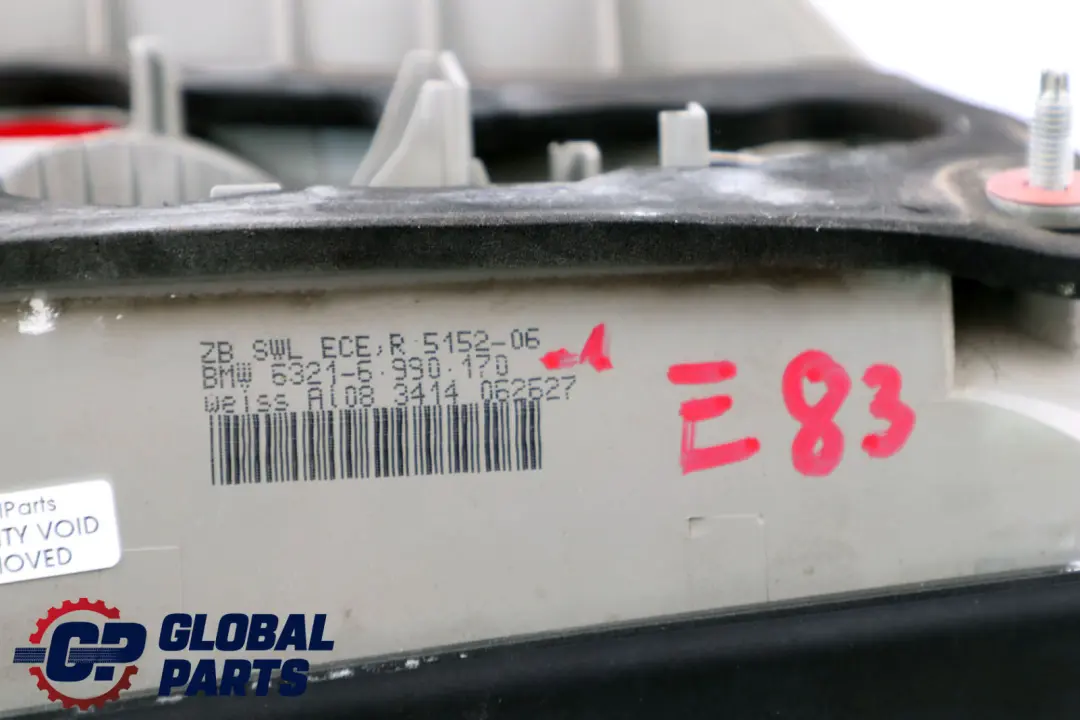 ZB SWL ECE,R 5152-06
BMW 6321-6.990.170
weiss Al08 3414 062627
-1
E83
Parts
TY VOID
OVED
GP GLOBAL
PARTS